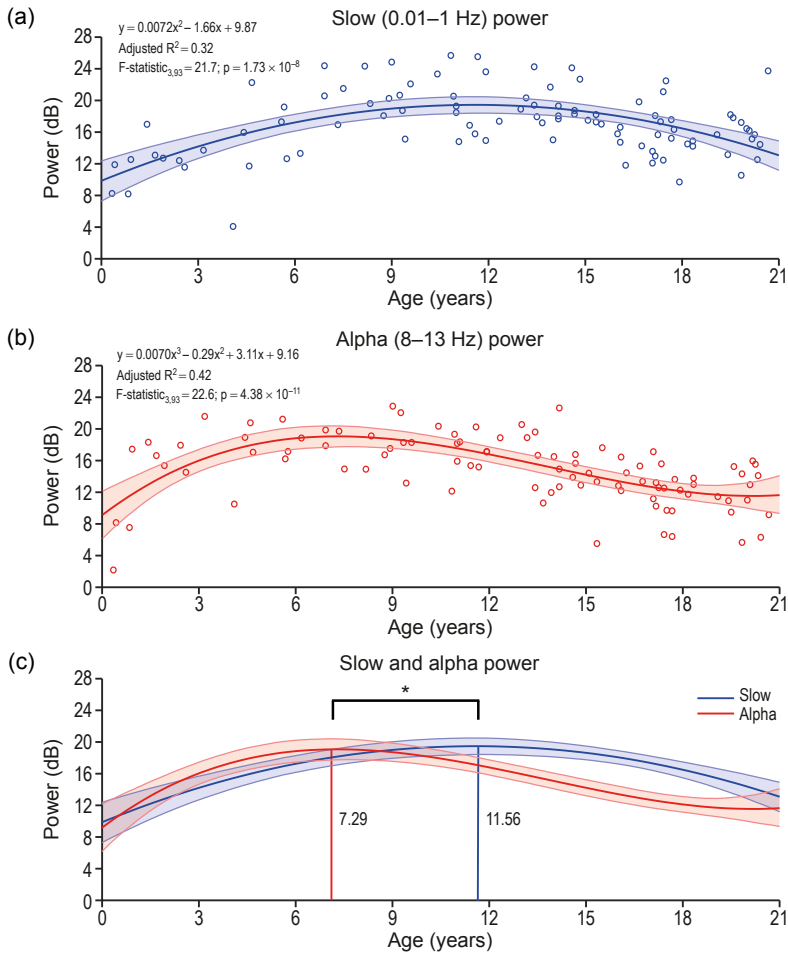 (a)
Slow (0.01–1 Hz) power
y = 0.0072x² – 1.66x + 9.87
Adjusted R² = 0.32
F-statistic₃,₉₃ = 21.7; p = 1.73 × 10⁻⁸
28
24
20
16
12
8
4
0
Power (dB)
0 3 6 9 12 15 18 21
Age (years)
(b)
Alpha (8–13 Hz) power
y = 0.0070x³ – 0.29x² + 3.11x + 9.16
Adjusted R² = 0.42
F-statistic₃,₉₃ = 22.6; p = 4.38 × 10⁻¹¹
28
24
20
16
12
8
4
0
Power (dB)
0 3 6 9 12 15 18 21
Age (years)
(c)
Slow and alpha power
28
24
20
16
12
8
4
0
Power (dB)
*
Slow
Alpha
7.29
11.56
0 3 6 9 12 15 18 21
Age (years)